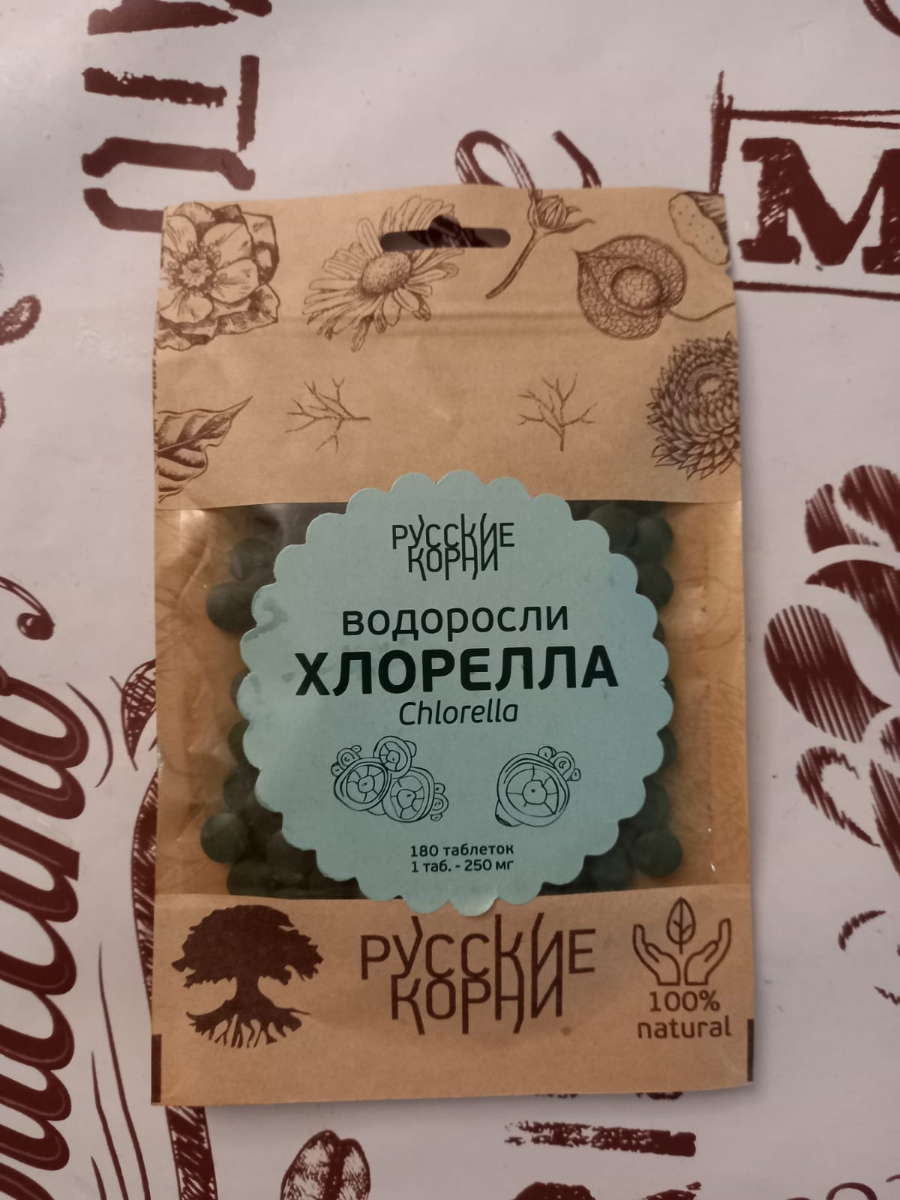 M
РУССКИЕ
КОРНИ
ВОДОРОСЛИ
ХЛОРЕЛЛА
Chlorella
180 таблеток
1 таб. - 250 мг
РУССКИЕ
КОРНИ
100%
natural